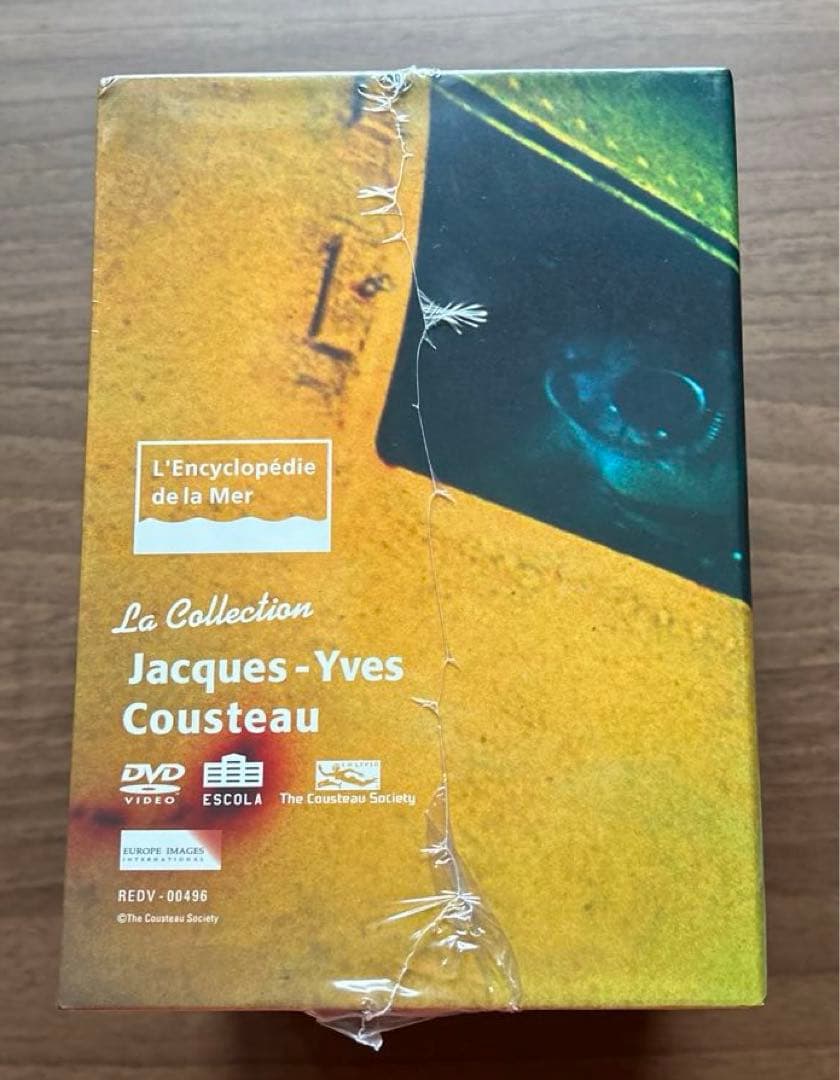 L'Encyclopédie
de la Mer
La Collection
Jacques-Yves
Cousteau
DVD
VIDEO
ESCOLA
The Cousteau Society
EUROPE IMAGES
INTERNATIONAL
REDV-00496
©The Cousteau Society